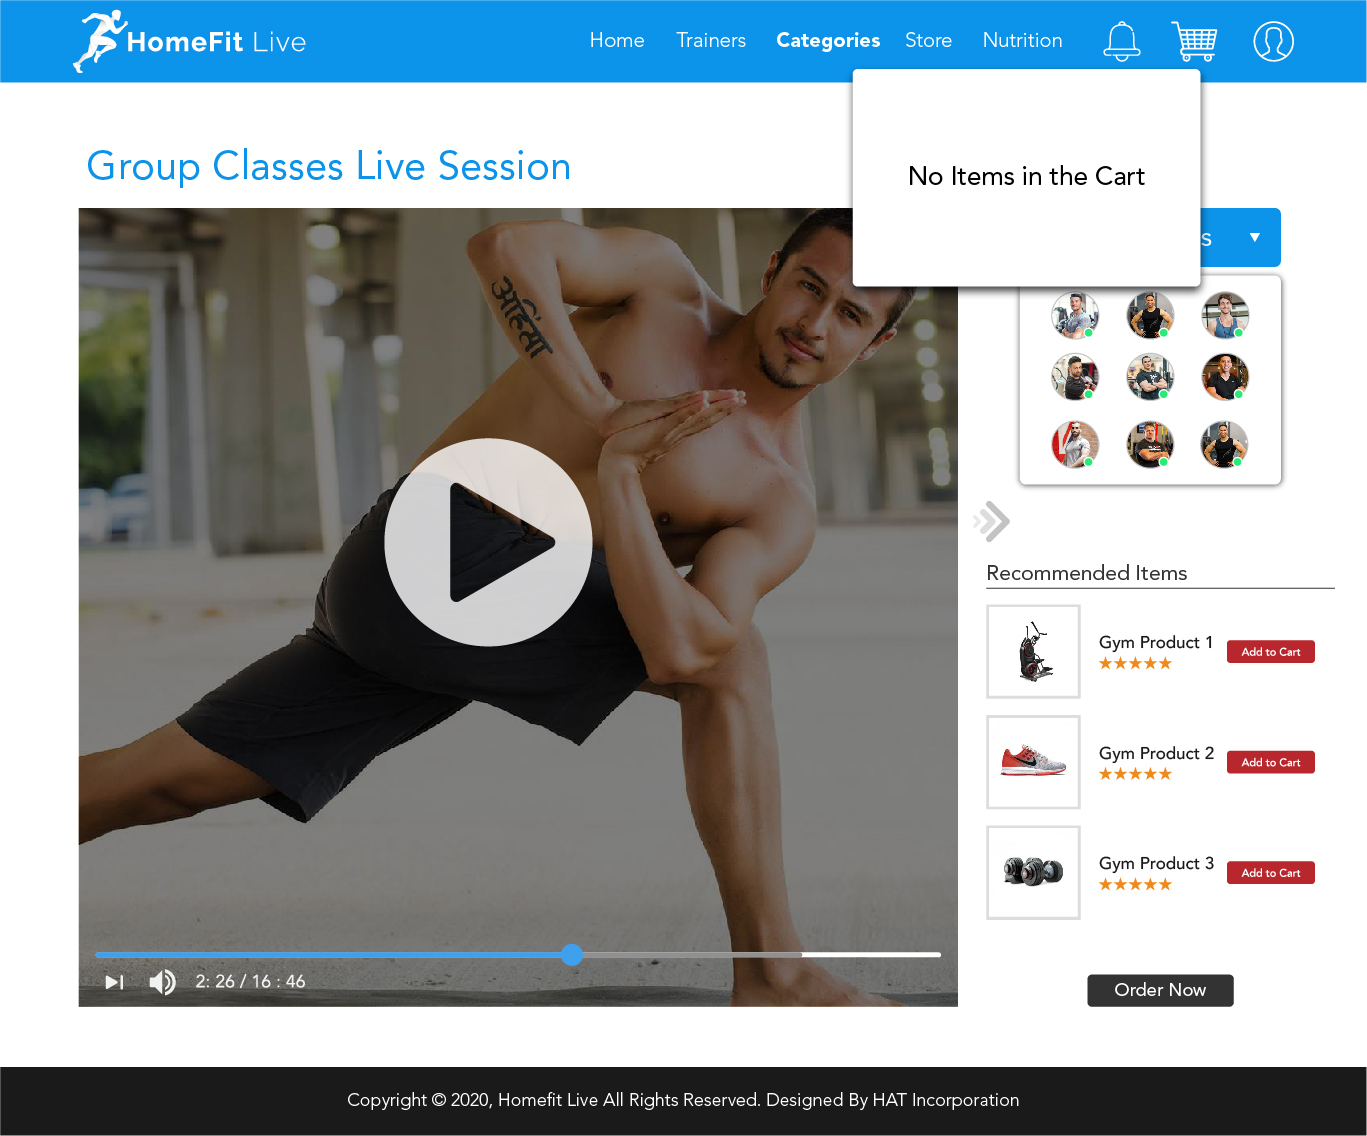 HomeFit Live
Home Trainers Categories Store Nutrition
No Items in the Cart
Group Classes Live Session
s
अहिंसा
Recommended Items
Gym Product 1
Add to Cart
Gym Product 2
Add to Cart
Gym Product 3
Add to Cart
2: 26 / 16 : 46
Order Now
Copyright © 2020, Homefit Live All Rights Reserved. Designed By HAT Incorporation